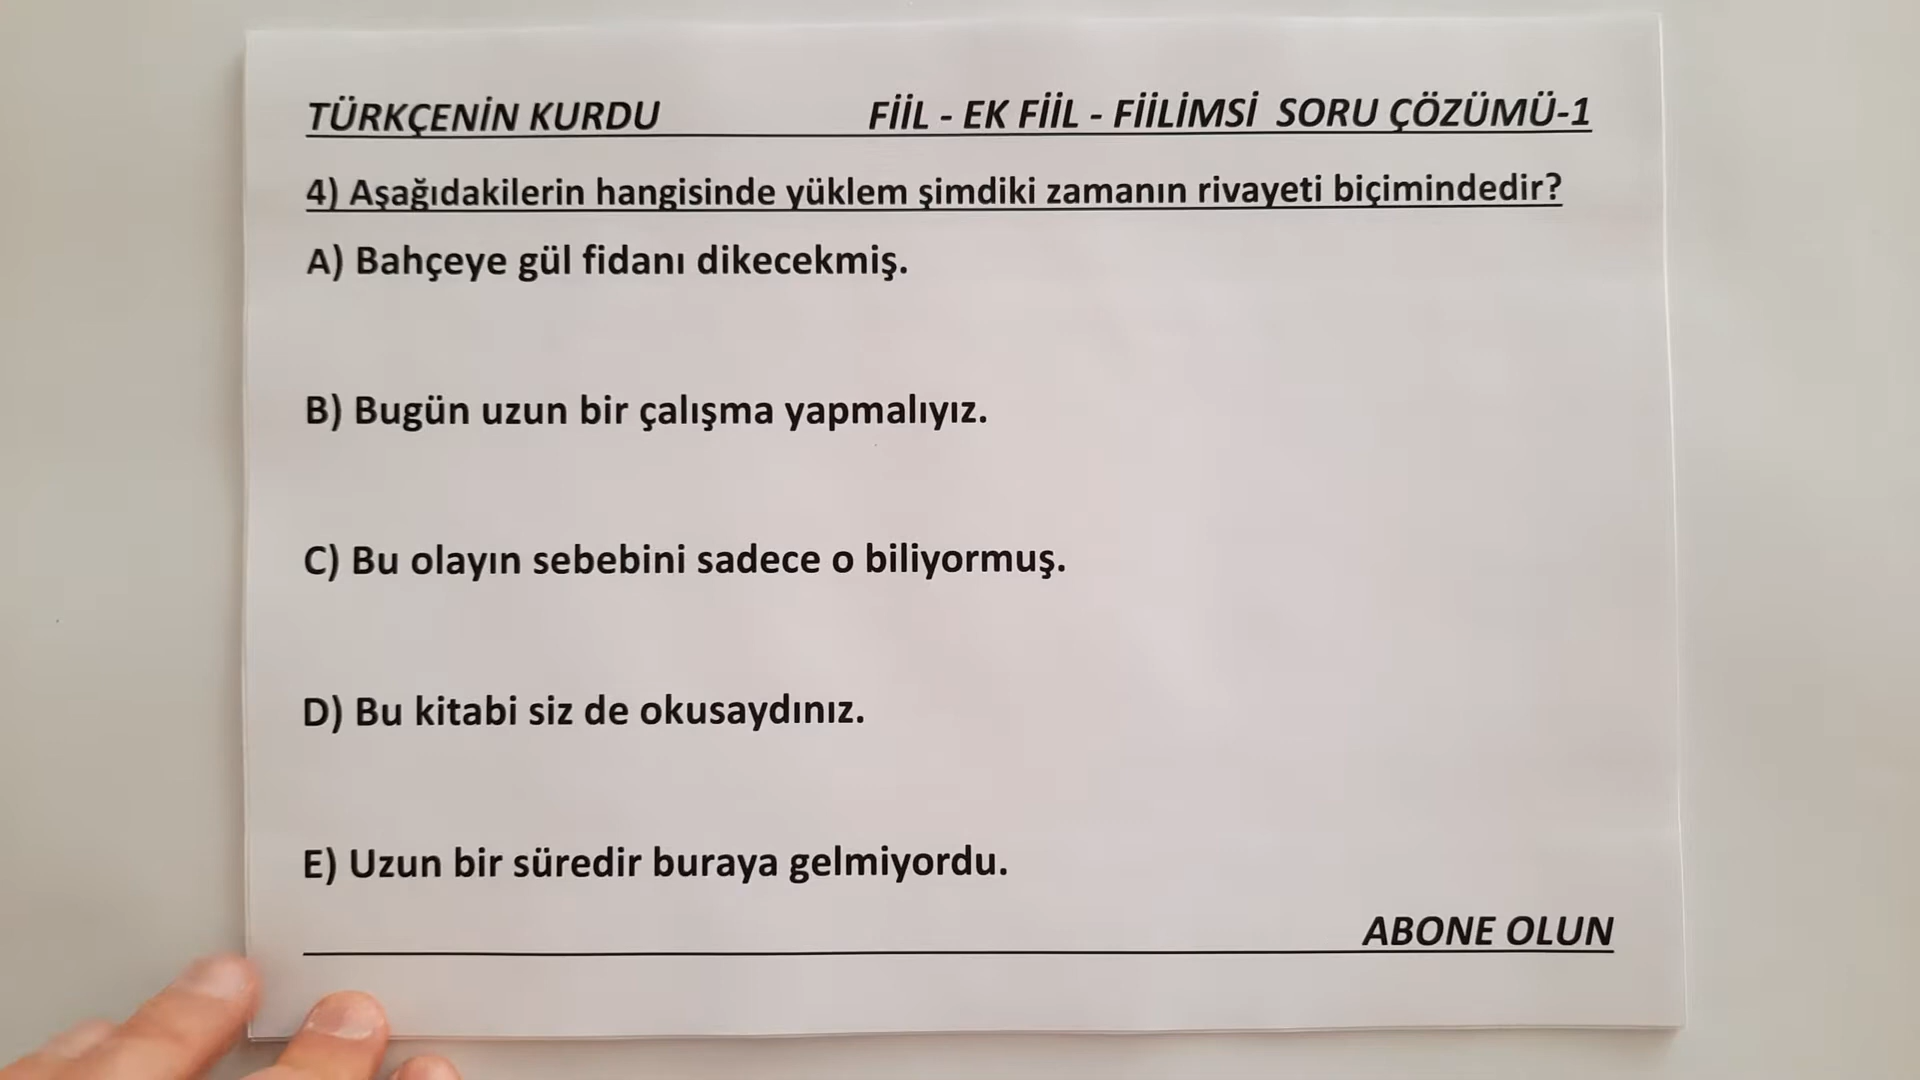 TÜRKÇENİN KURDU FİİL - EK FİİL - FİİLİMSİ SORU ÇÖZÜMÜ-1
4) Aşağıdakilerin hangisinde yüklem şimdiki zamanın rivayeti biçimindedir?
A) Bahçeye gül fidanı dikecekmiş.
B) Bugün uzun bir çalışma yapmalıyız.
C) Bu olayın sebebini sadece o biliyormuş.
D) Bu kitabi siz de okusaydınız.
E) Uzun bir süredir buraya gelmiyordu.
ABONE OLUN